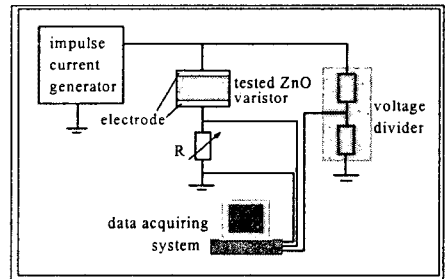 impulse
current
generator
tested ZnO
varistor
electrode
voltage
divider
R
data acquiring
system